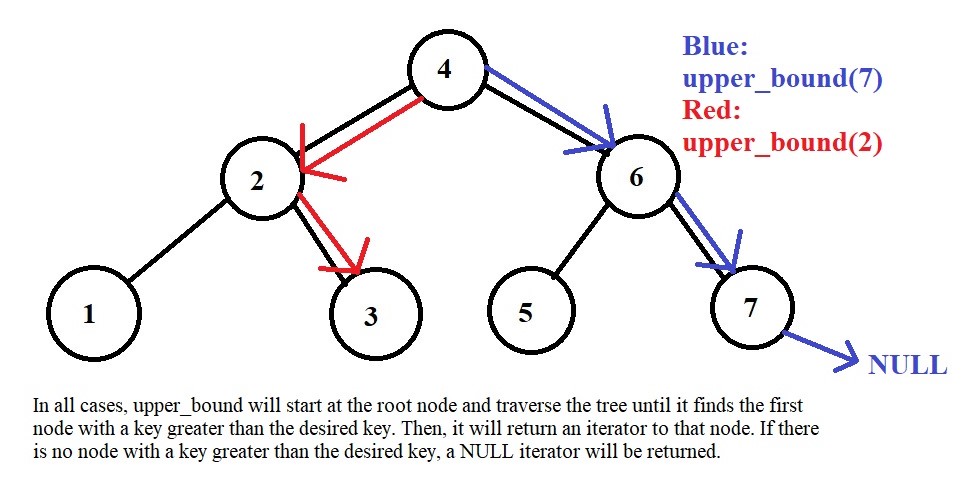 4
Blue:
upper_bound(7)
Red:
upper_bound(2)
2
6
1
3
5
7
NULL
In all cases, upper_bound will start at the root node and traverse the tree until it finds the first
node with a key greater than the desired key. Then, it will return an iterator to that node. If there
is no node with a key greater than the desired key, a NULL iterator will be returned.